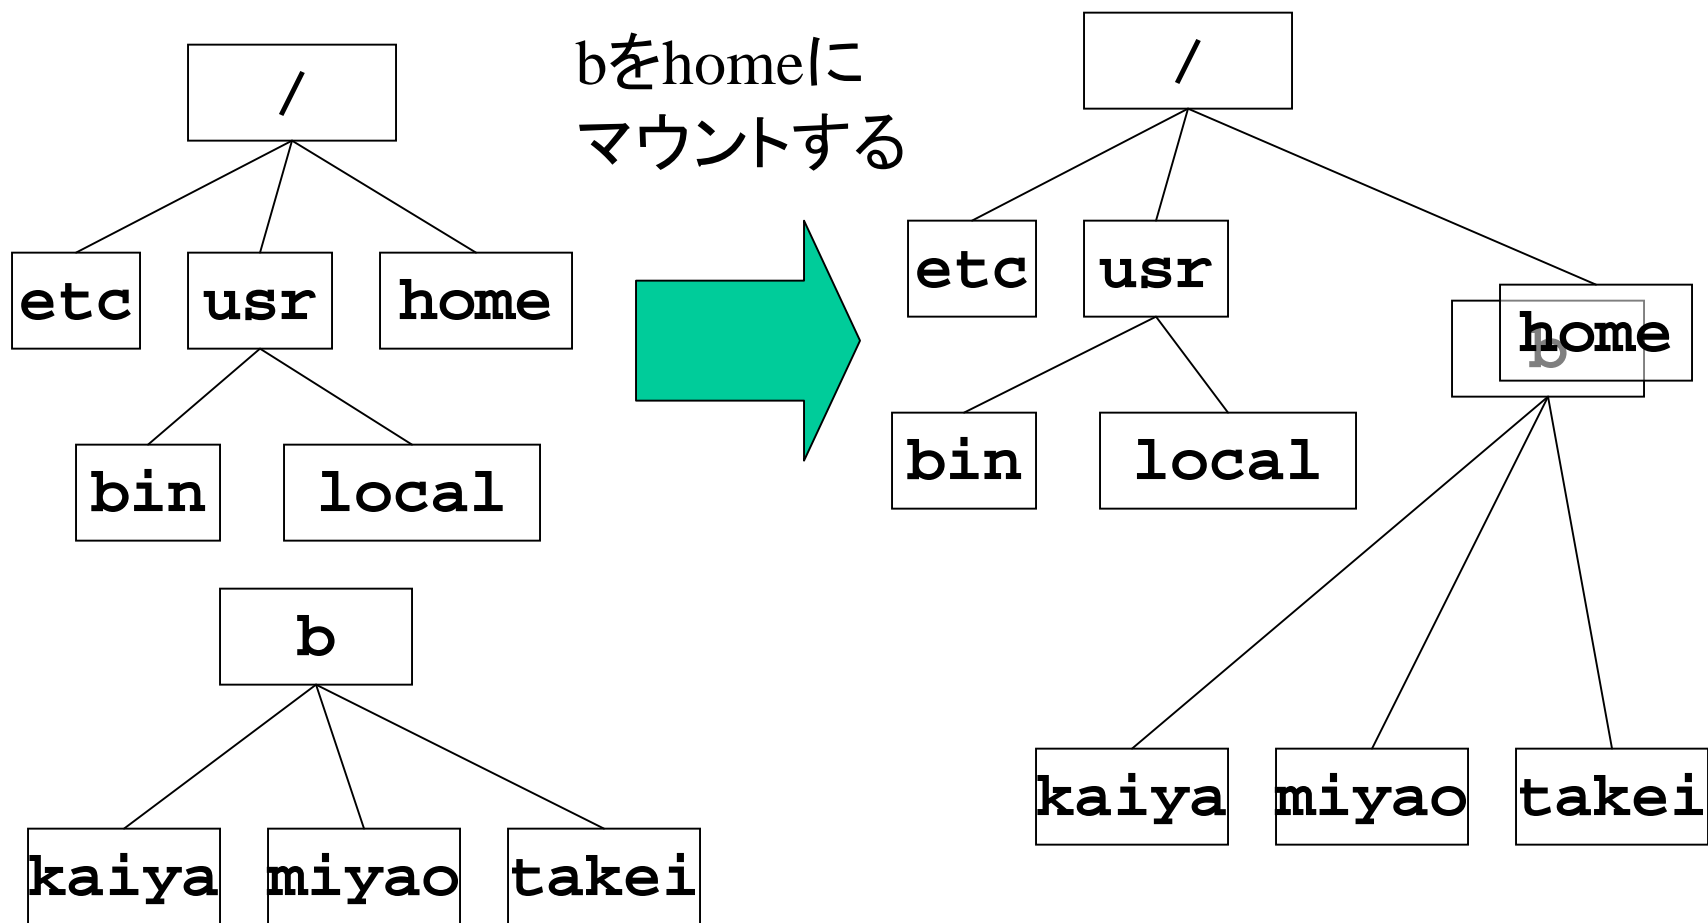 /
etc usr home
bin local
b
kaiya miyao takei
bをhomeに
マウントする
/
etc usr
home
b
bin local
kaiya miyao takei